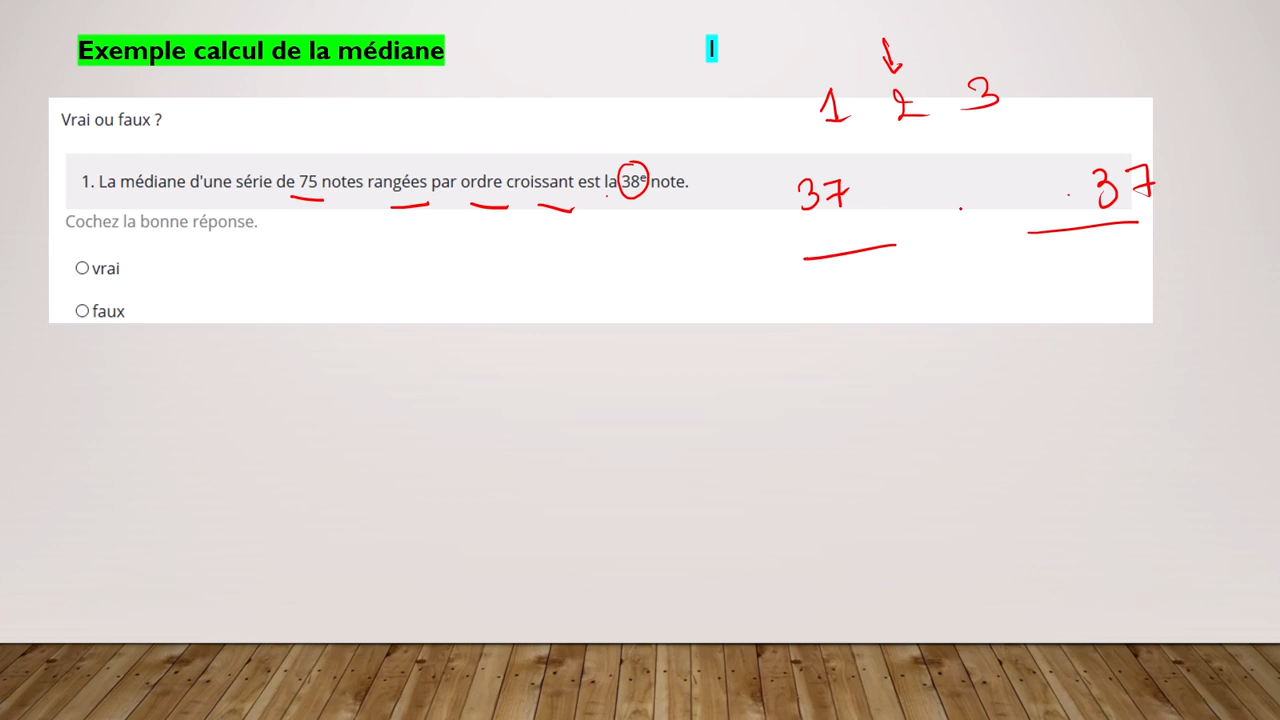 Exemple calcul de la médiane
I
1 2 3
Vrai ou faux ?
1. La médiane d'une série de 75 notes rangées par ordre croissant est la 38e note.
37 . 37
Cochez la bonne réponse.
vrai
faux